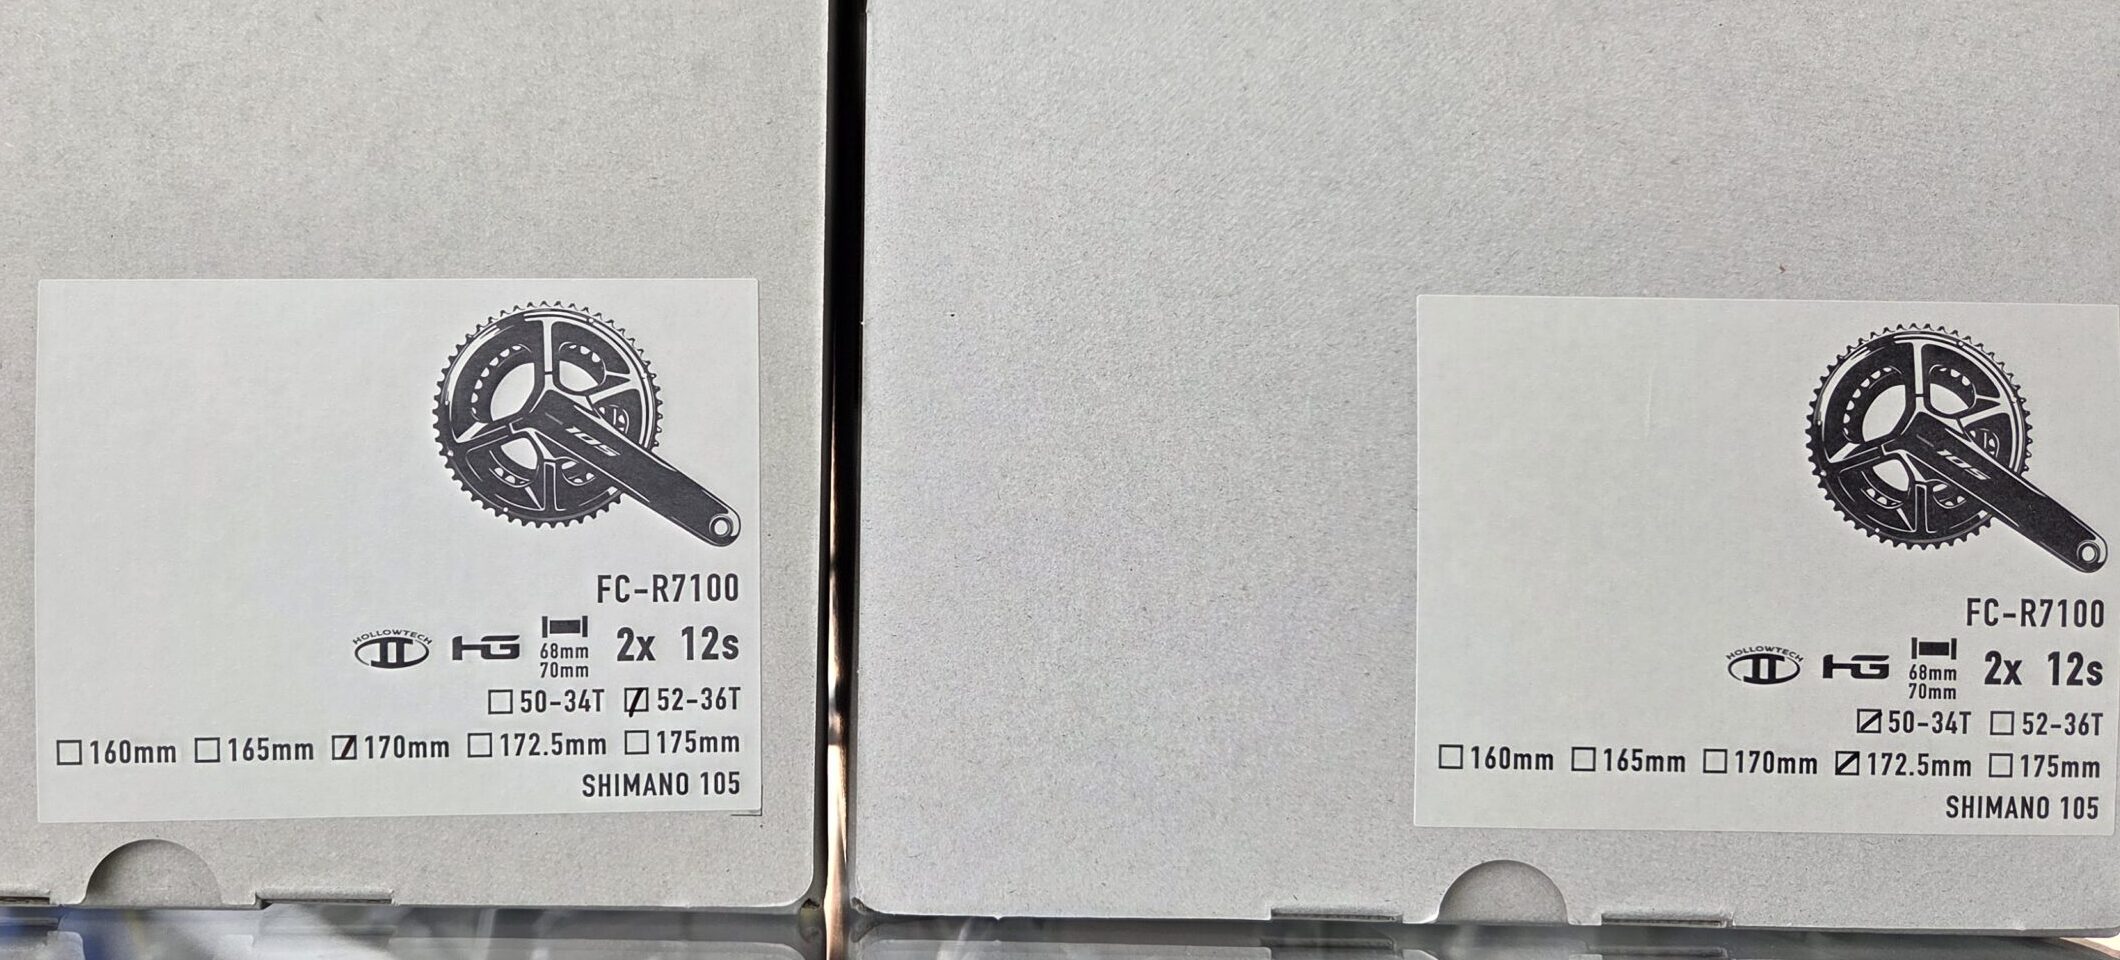 105
FC-R7100
HOLLOWTECH II HG 68mm 70mm 2x 12s
☐50-34T ☑52-36T
☐160mm ☐165mm ☑170mm ☐172.5mm ☐175mm
SHIMANO 105
105
FC-R7100
HOLLOWTECH II HG 68mm 70mm 2x 12s
☑50-34T ☐52-36T
☐160mm ☐165mm ☐170mm ☑172.5mm ☐175mm
SHIMANO 105